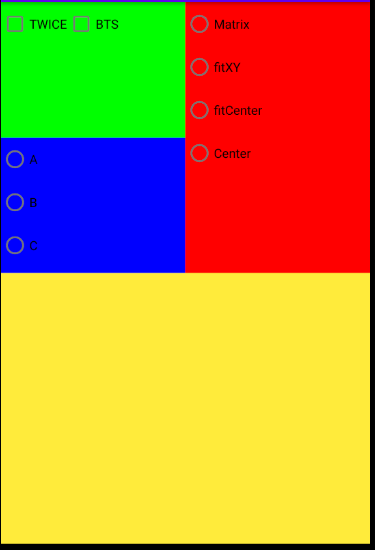 TWICE BTS
A
B
C
Matrix
fitXY
fitCenter
Center